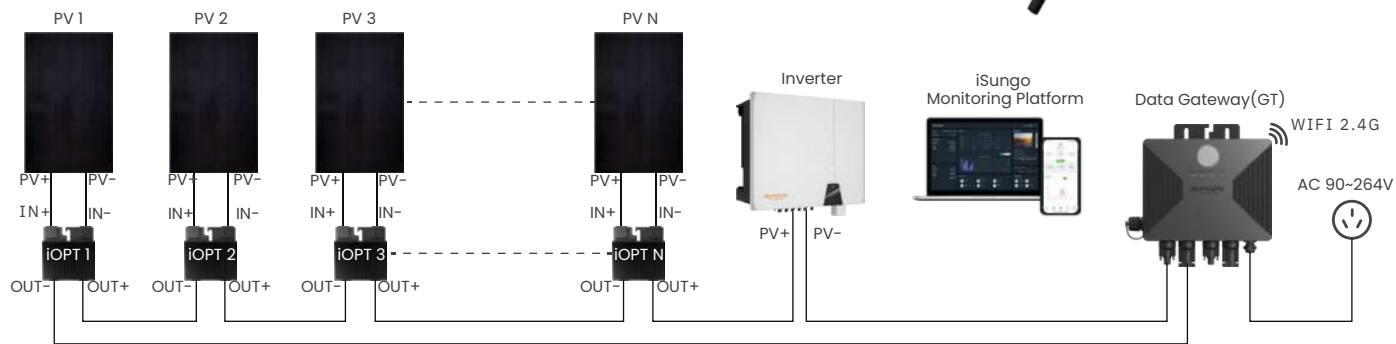 PV 1
PV 2
PV 3
PV N
Inverter
iSungo
Monitoring Platform
Data Gateway(GT)
WIFI 2.4G
AC 90~264V
PV+ PV-
PV+ PV-
PV+ PV-
PV+ PV-
IN+ IN-
IN+ IN-
IN+ IN-
IN+ IN-
PV+ PV-
iOPT 1
iOPT 2
iOPT 3
iOPT N
OUT- OUT+
OUT- OUT+
OUT- OUT+
OUT- OUT+